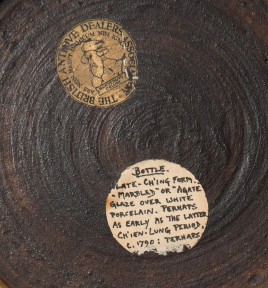 THE BRITISH ANTIQUE DEALERS ASSOCIATION
BOTTLE.
LATE-CH'ING FORM.
"MARBLED" OR "AGATE
GLAZE OVER WHITE
PORCELAIN. PERHAPS
AS EARLY AS THE LATTER
CH'IEN-LUNG PERIOD,
C. 1790: PERHAPS